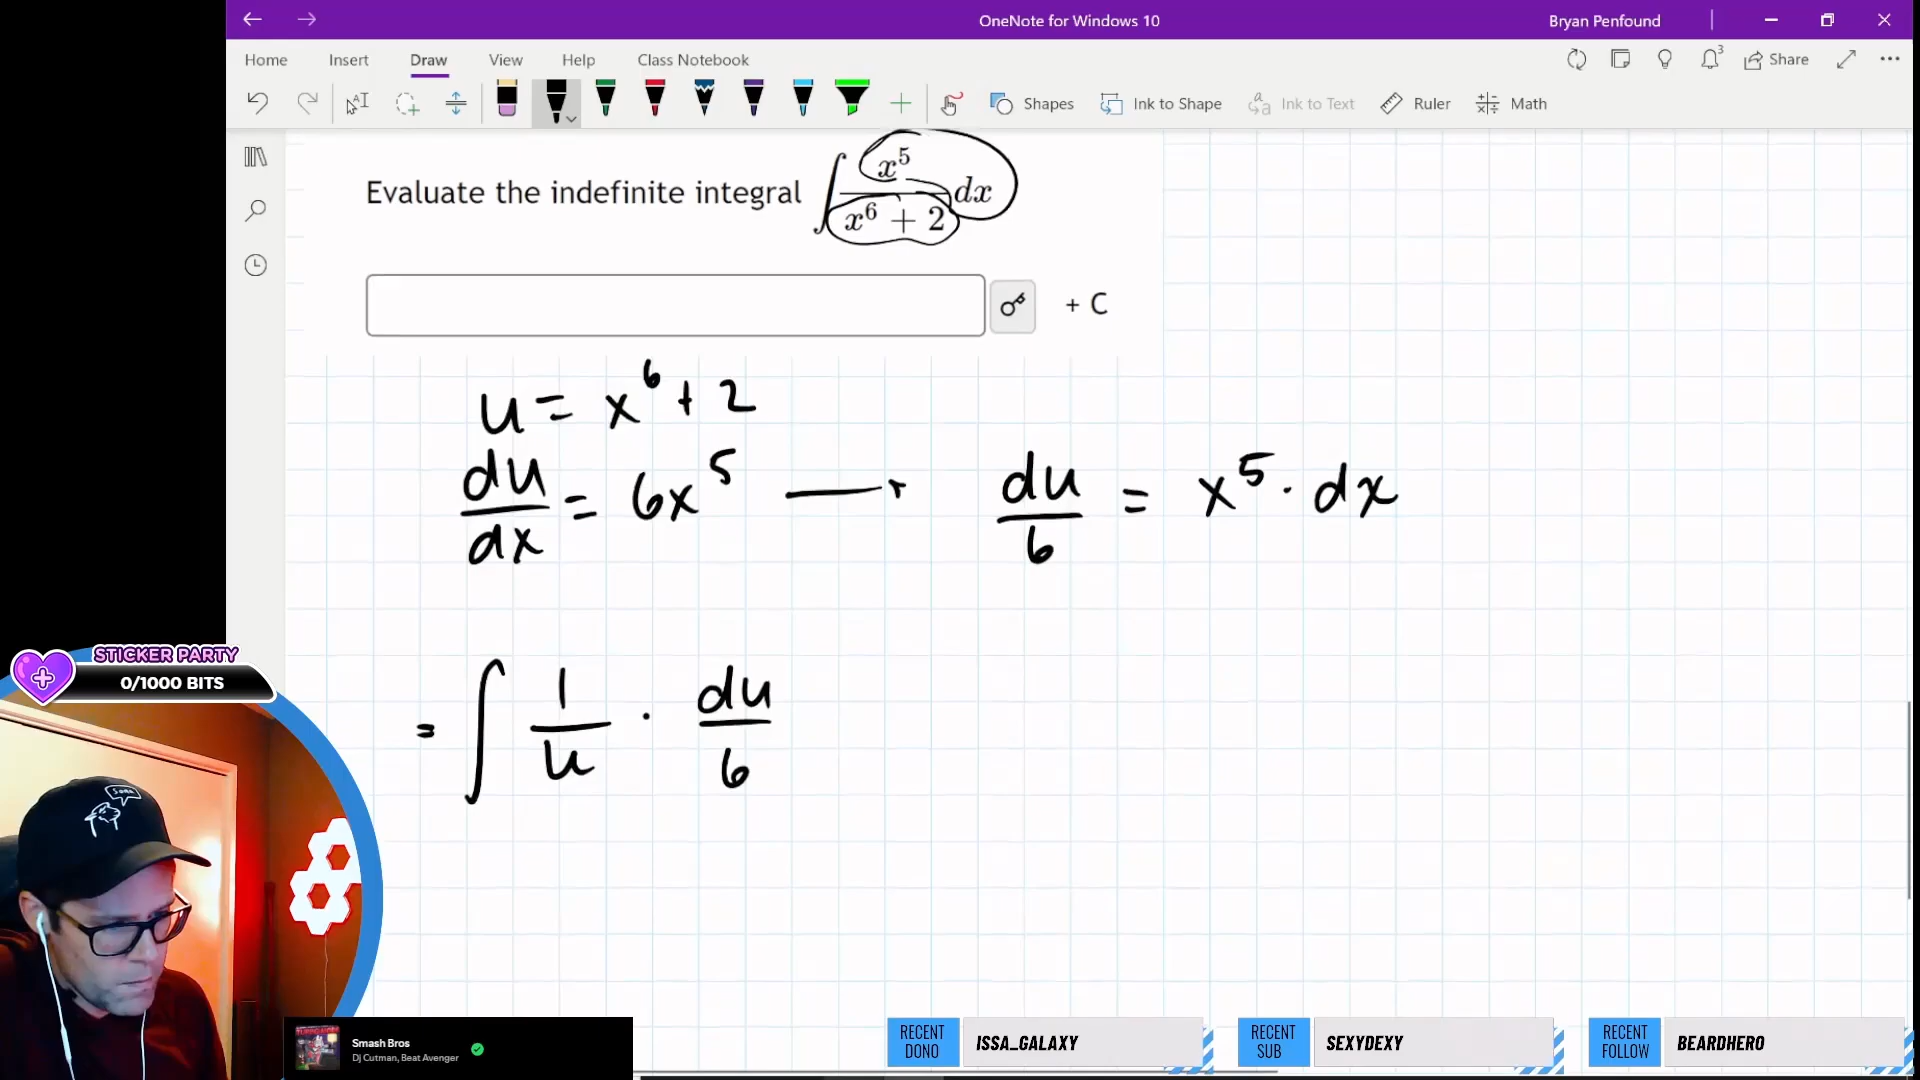 OneNote for Windows 10
Bryan Penfound
Home Insert Draw View Help Class Notebook
3
Share
Shapes Ink to Shape Ink to Text Ruler Math
Evaluate the indefinite integral ∫ x⁵/(x⁶ + 2) dx
+ C
u = x⁶ + 2
du/dx = 6x⁵ → du/6 = x⁵ · dx
= ∫ 1/u · du/6
STICKER PARTY
0/1000 BITS
Smash Bros
Dj Cutman, Beat Avenger
RECENT DONO
ISSA_GALAXY
RECENT SUB
SEXYDEXY
RECENT FOLLOW
BEARDHERO